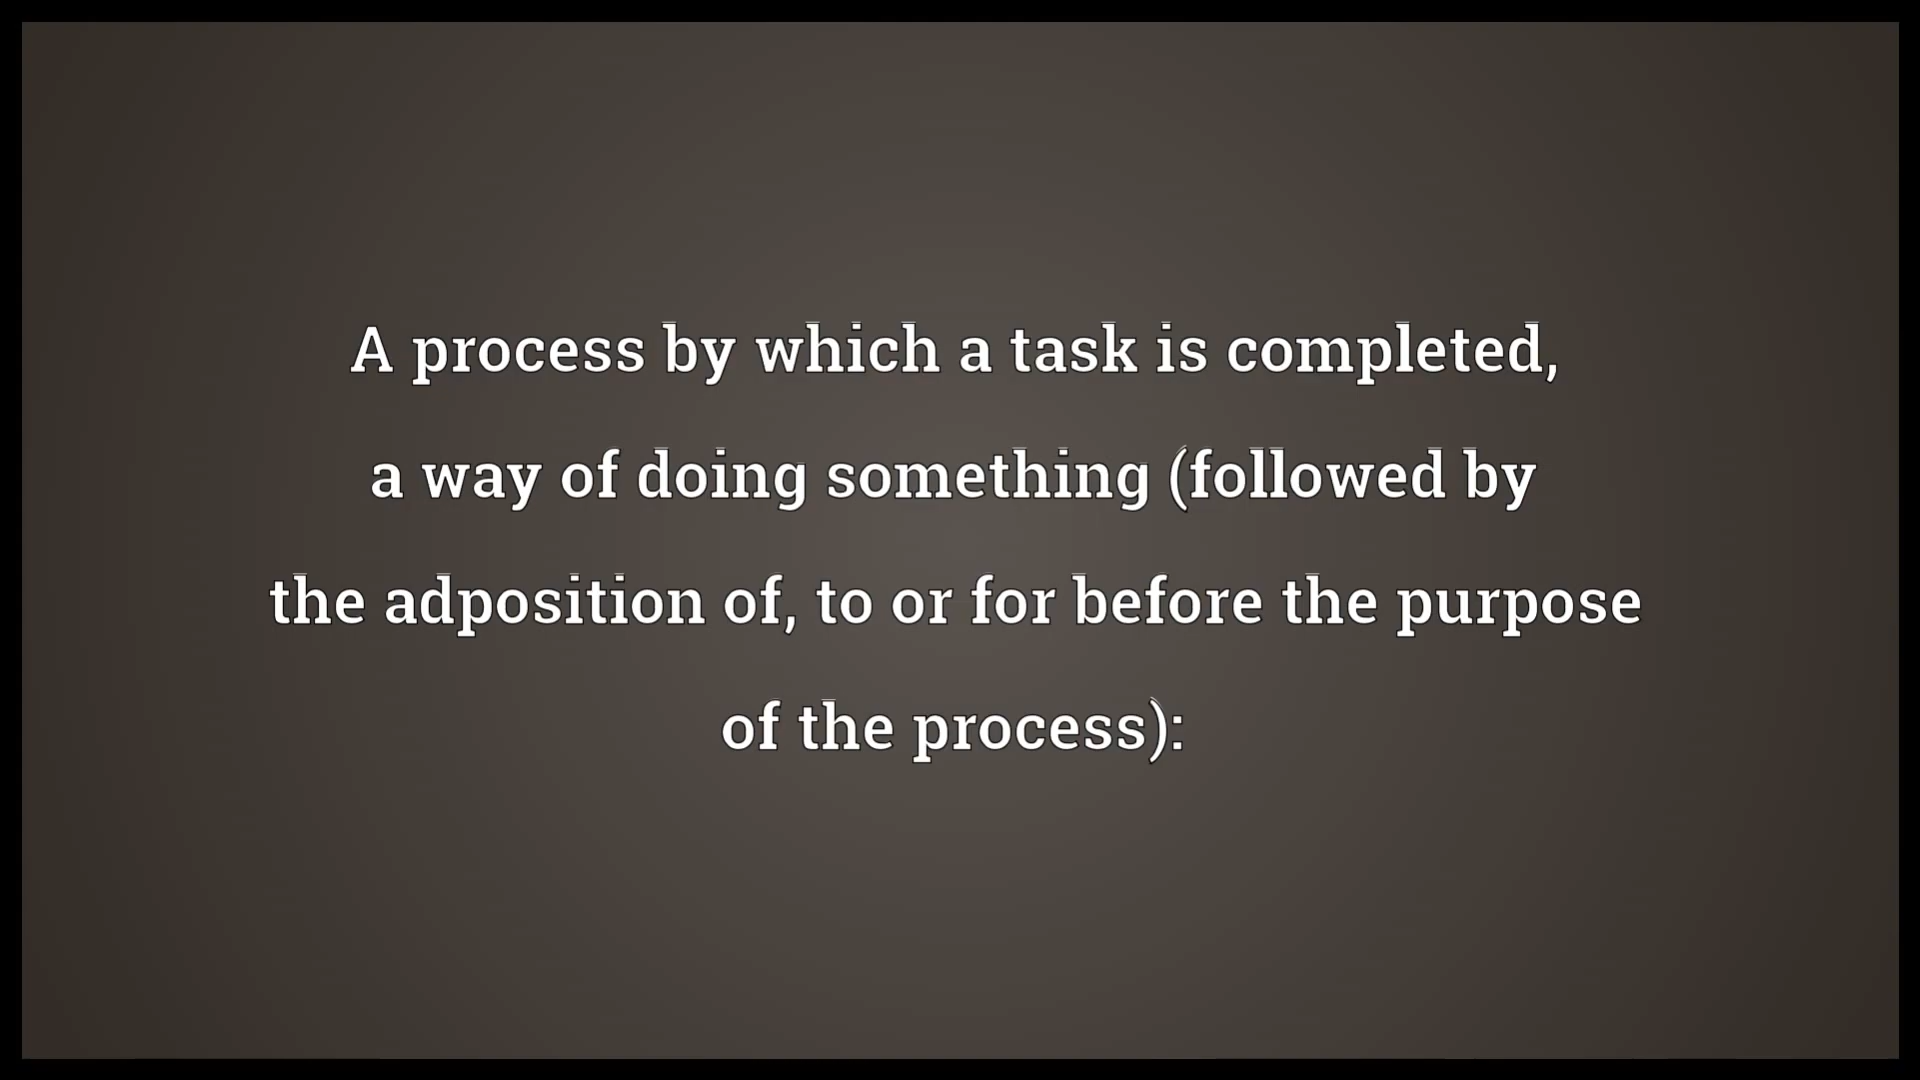 A process by which a task is completed,
a way of doing something (followed by
the adposition of, to or for before the purpose
of the process):